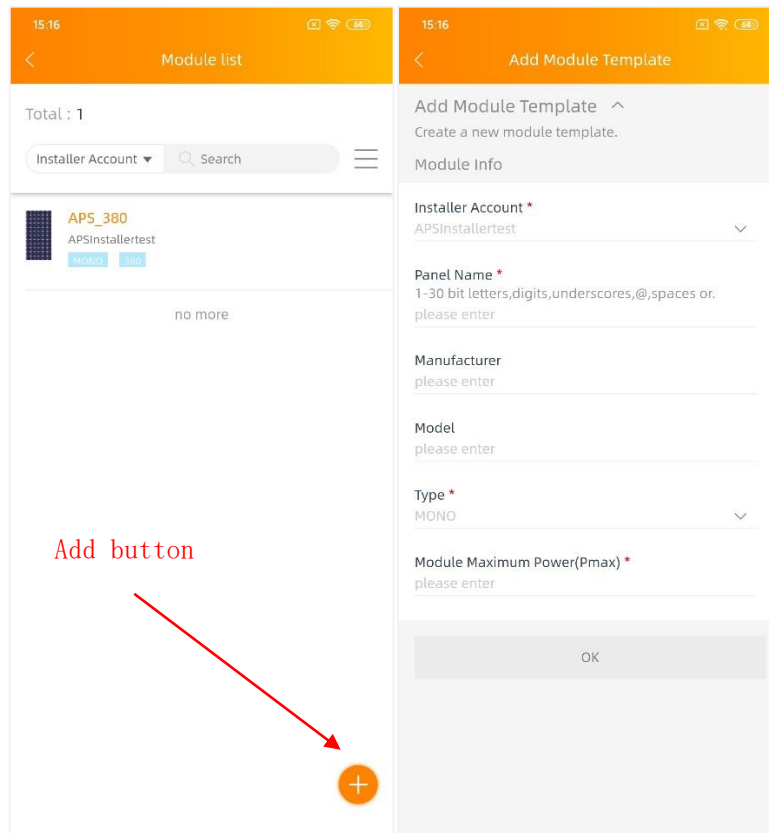 15:16
64
Module list
Total : 1
Installer Account
Search
APS_380
APSInstallertest
MONO 380
no more
Add button
15:16
64
Add Module Template
Add Module Template
Create a new module template.
Module Info
Installer Account *
APSInstallertest
Panel Name *
1-30 bit letters,digits,underscores,@,spaces or.
please enter
Manufacturer
please enter
Model
please enter
Type *
MONO
Module Maximum Power(Pmax) *
please enter
OK